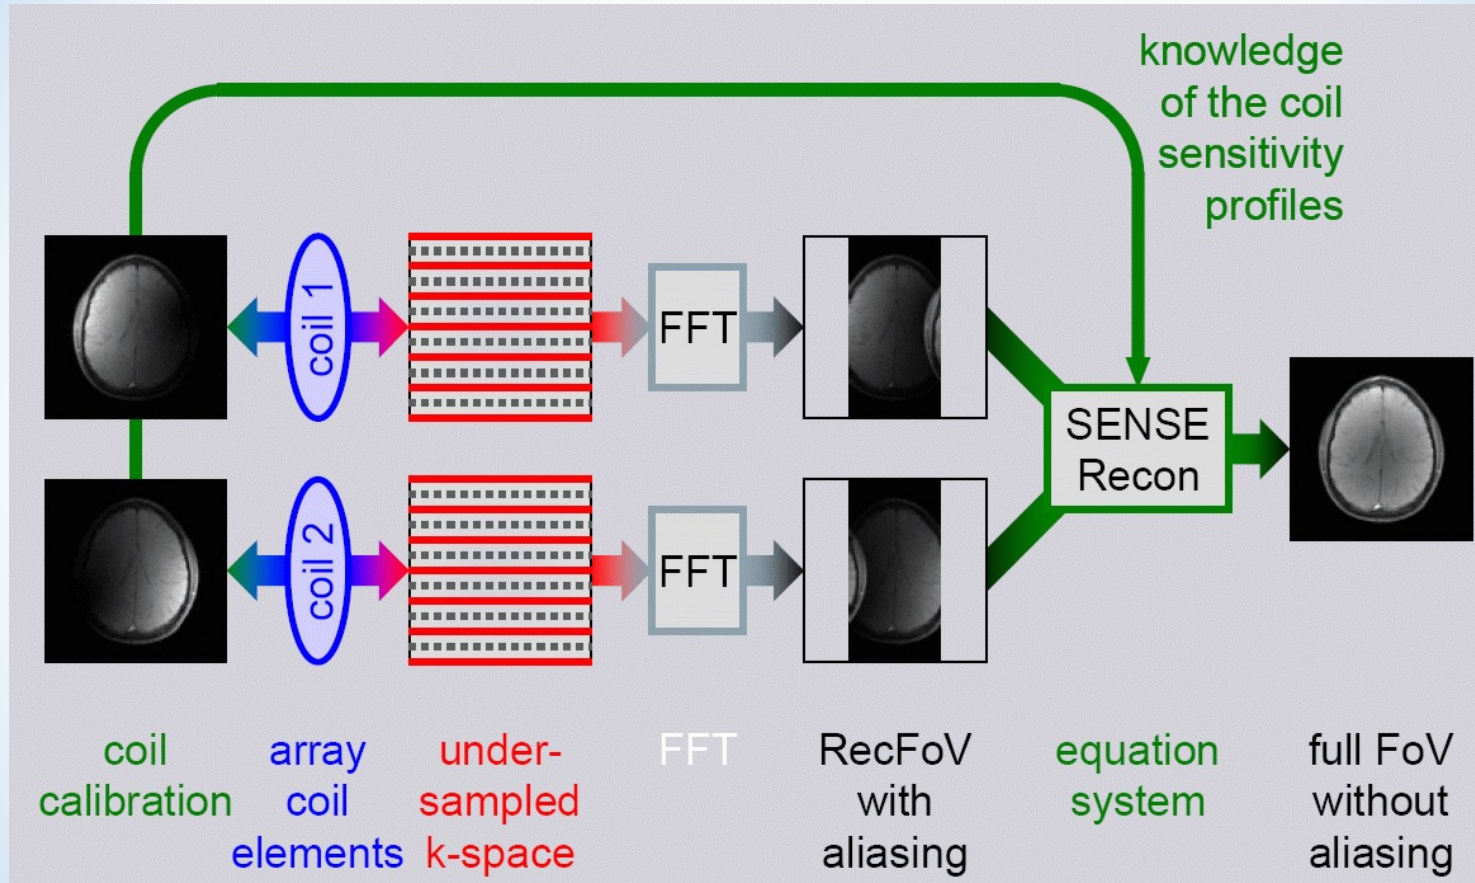 knowledge
of the coil
sensitivity
profiles
coil 1
FFT
SENSE
Recon
coil 2
FFT
coil
calibration
array
coil
elements
under-
sampled
k-space
FFT
RecFoV
with
aliasing
equation
system
full FoV
without
aliasing